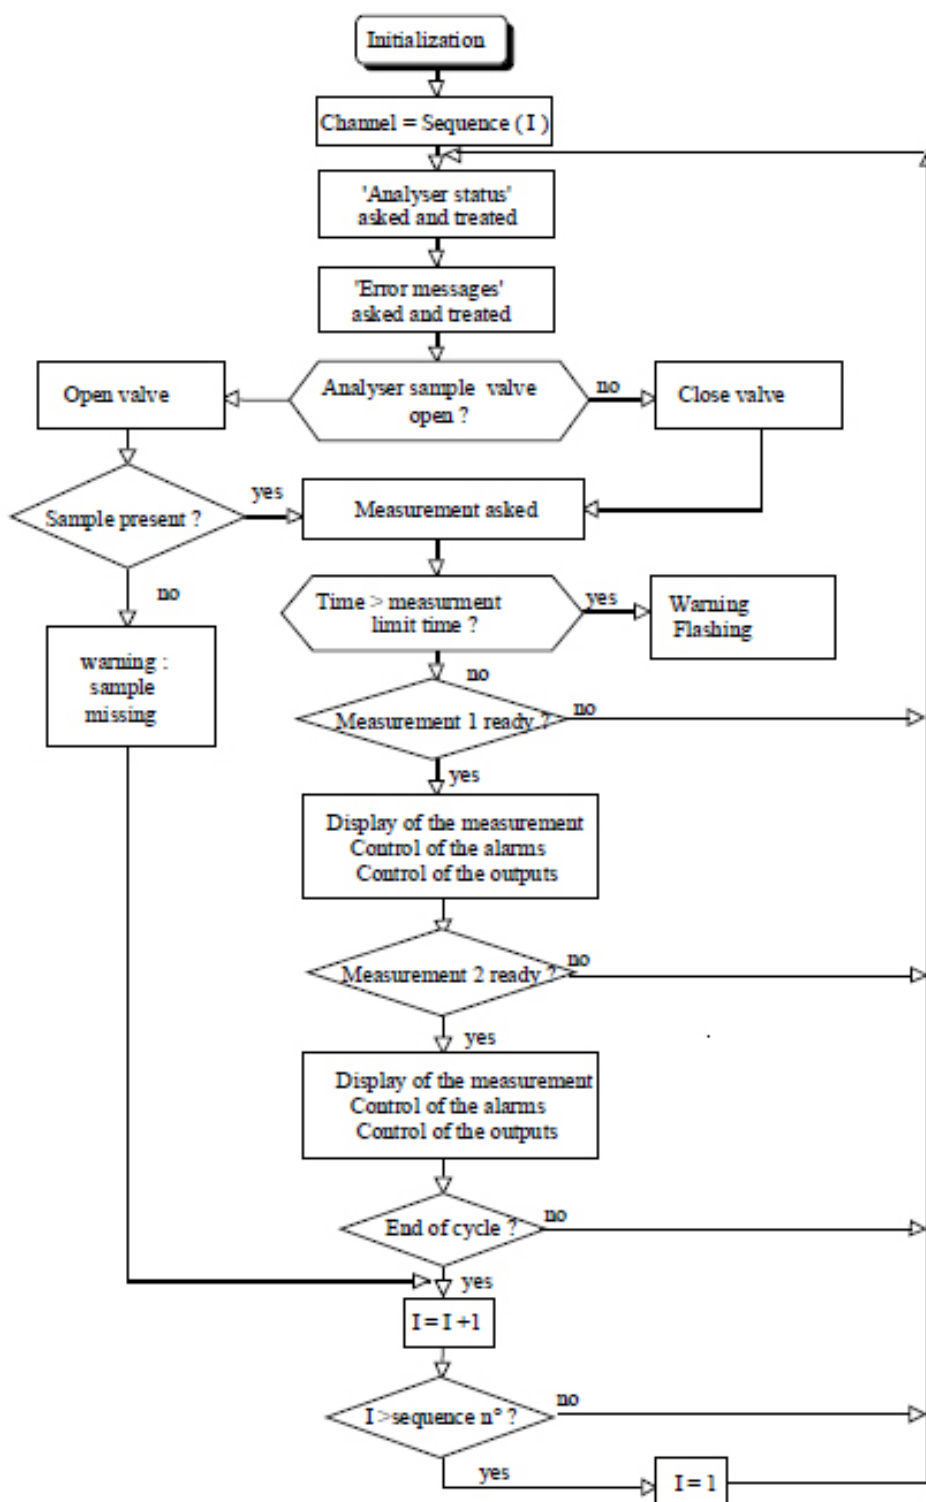 Initialization
Channel = Sequence ( I )
'Analyser status'
asked and treated
'Error messages'
asked and treated
Open valve
Analyser sample valve
open ?
no
Close valve
Sample present ?
yes
Measurement asked
no
Time > measurment
limit time ?
yes
Warning
Flashing
warning :
sample
missing
no
Measurement 1 ready ?
no
yes
Display of the measurement
Control of the alarms
Control of the outputs
Measurement 2 ready ?
no
yes
Display of the measurement
Control of the alarms
Control of the outputs
End of cycle ?
no
yes
I = I +1
I >sequence n° ?
no
yes
I = 1